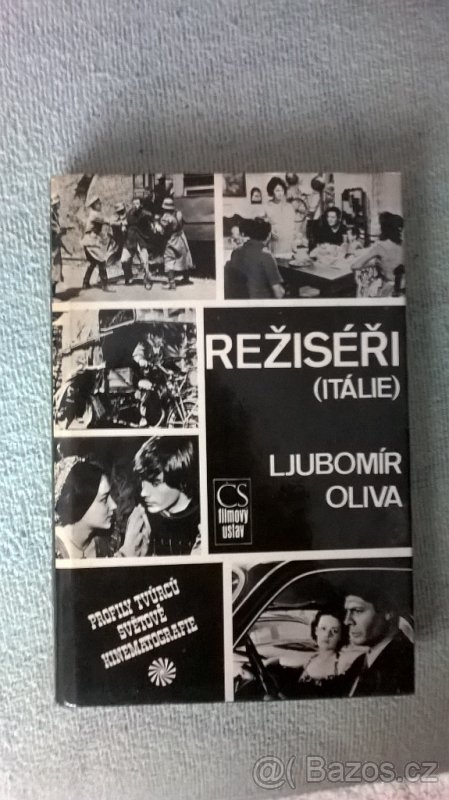 REŽISÉŘI
(ITÁLIE)
LJUBOMÍR
OLIVA
ČS
filmový
ústav
PROFILY TVŮRCŮ
SVĚTOVÉ
KINEMATOGRAFIE
@( Bazos.cz